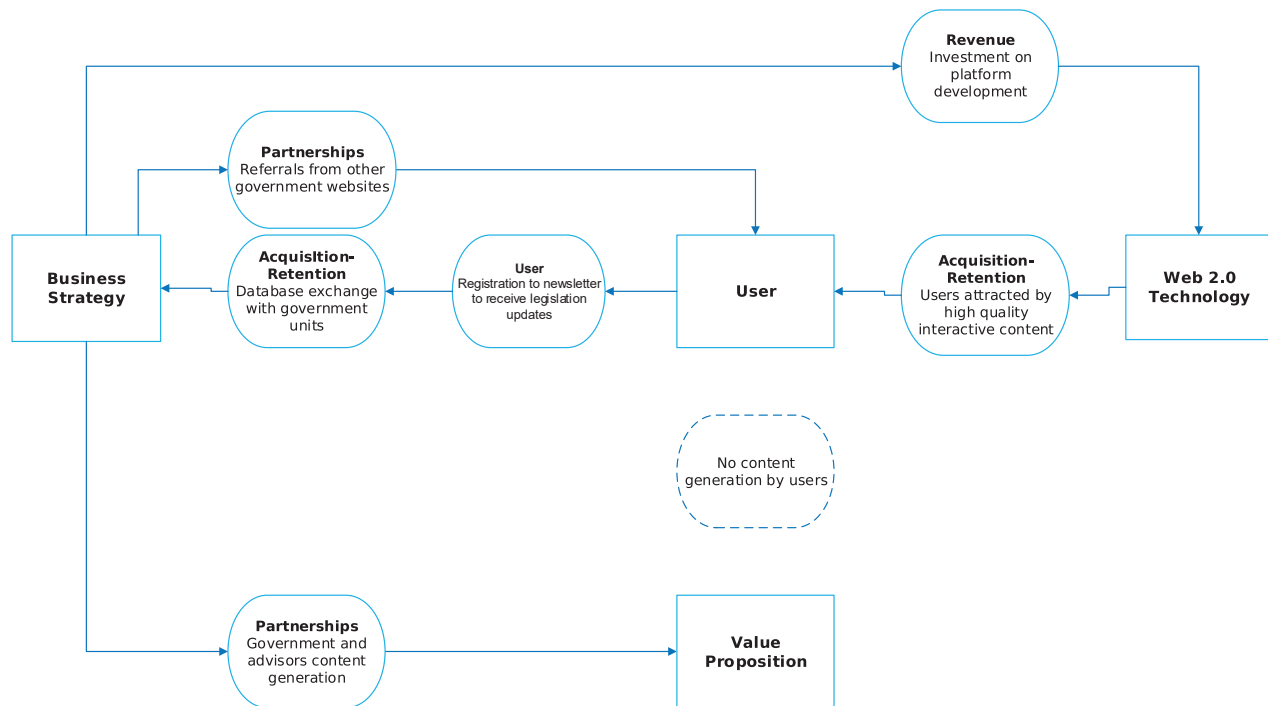 Revenue
Investment on
platform
development
Partnerships
Referrals from other
government websites
Business
Strategy
AcquisItion-
Retention
Database exchange
with government
units
User
Registration to newsletter
to receive legislation
updates
User
Acquisition-
Retention
Users attracted by
high quality
interactive content
Web 2.0
Technology
No content
generation by users
Partnerships
Government and
advisors content
generation
Value
Proposition